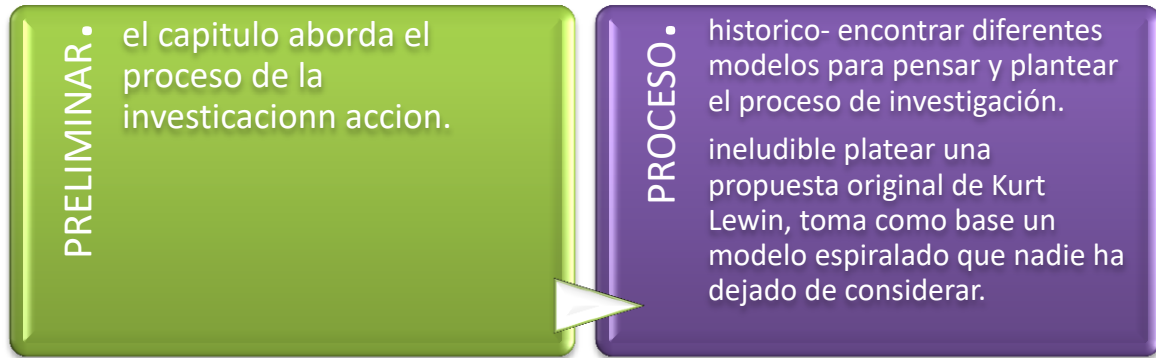 PRELIMINAR.
el capitulo aborda el
proceso de la
investicacionn accion.
PROCESO.
historico- encontrar diferentes
modelos para pensar y plantear
el proceso de investigación.
ineludible platear una
propuesta original de Kurt
Lewin, toma como base un
modelo espiralado que nadie ha
dejado de considerar.